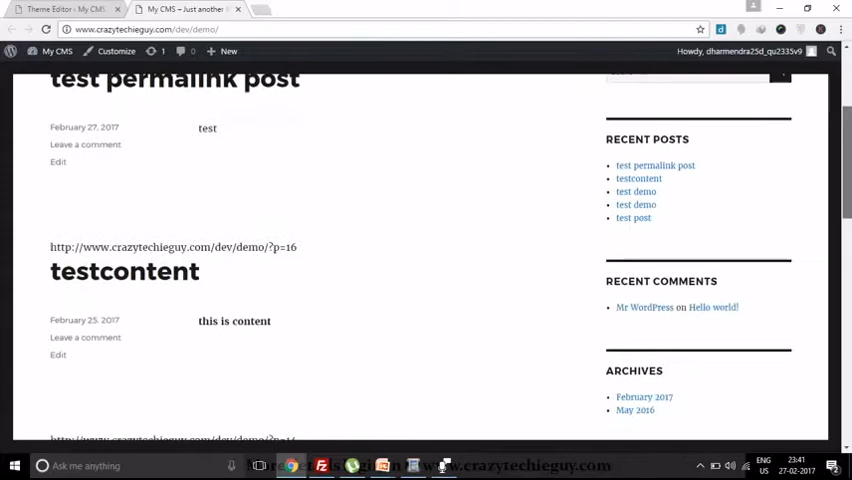 Theme Editor ‹ My CMS —
My CMS – Just another W
www.crazytechieguy.com/dev/demo/
My CMS
Customize
1
0
New
Howdy, dharmendra25d_qu2335v9
test permalink post
February 27, 2017
test
Leave a comment
Edit
http://www.crazytechieguy.com/dev/demo/?p=16
testcontent
February 25, 2017
this is content
Leave a comment
Edit
RECENT POSTS
test permalink post
testcontent
test demo
test demo
test post
RECENT COMMENTS
Mr WordPress on Hello world!
ARCHIVES
February 2017
May 2016
Ask me anything
www.crazytechieguy.com
ENG
US
23:41
27-02-2017
2